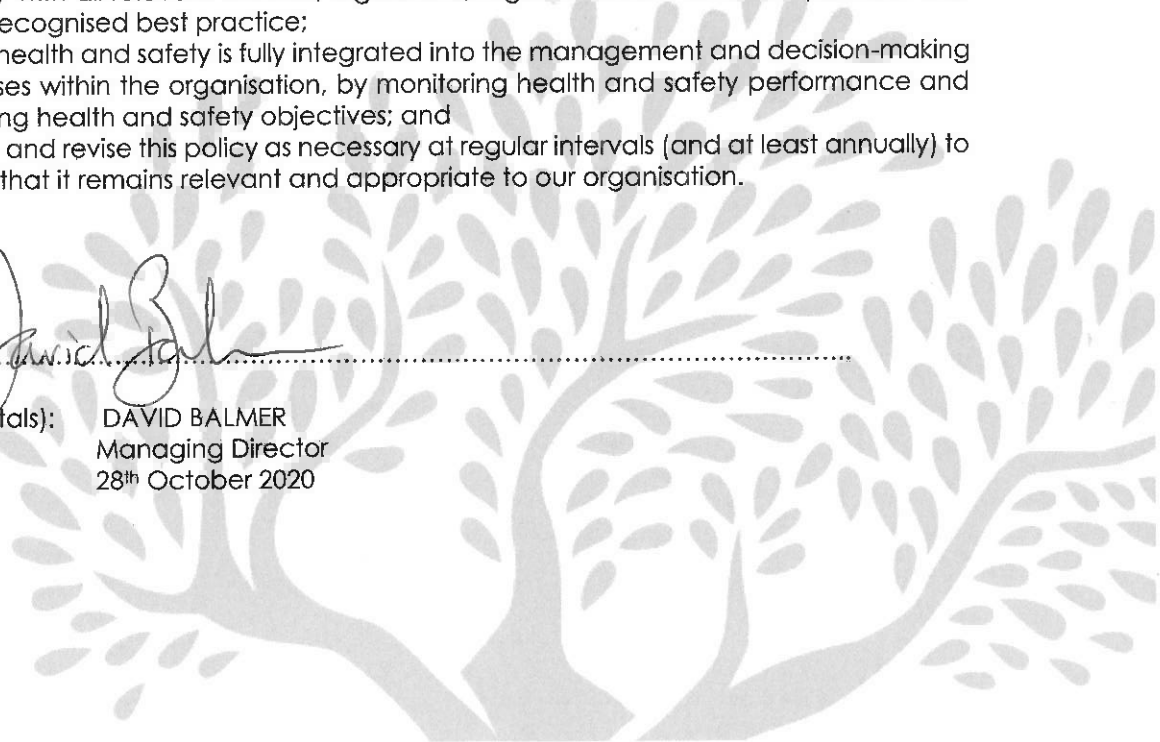 ecognised best practice;
health and safety is fully integrated into the management and decision-making
ses within the organisation, by monitoring health and safety performance and
ng health and safety objectives; and
and revise this policy as necessary at regular intervals (and at least annually) to
that it remains relevant and appropriate to our organisation.
David Bal
tals): DAVID BALMER
Managing Director
28th October 2020